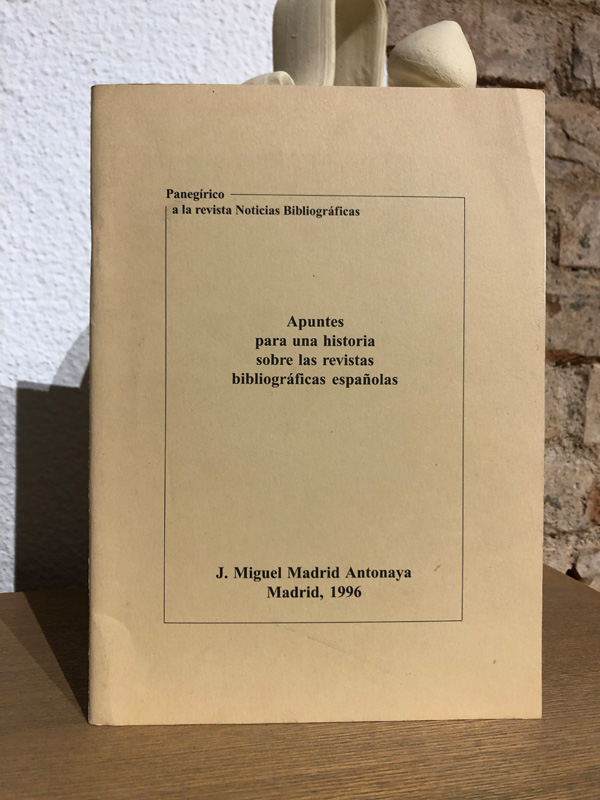 Panegírico
a la revista Noticias Bibliográficas
Apuntes
para una historia
sobre las revistas
bibliográficas españolas
J. Miguel Madrid Antonaya
Madrid, 1996